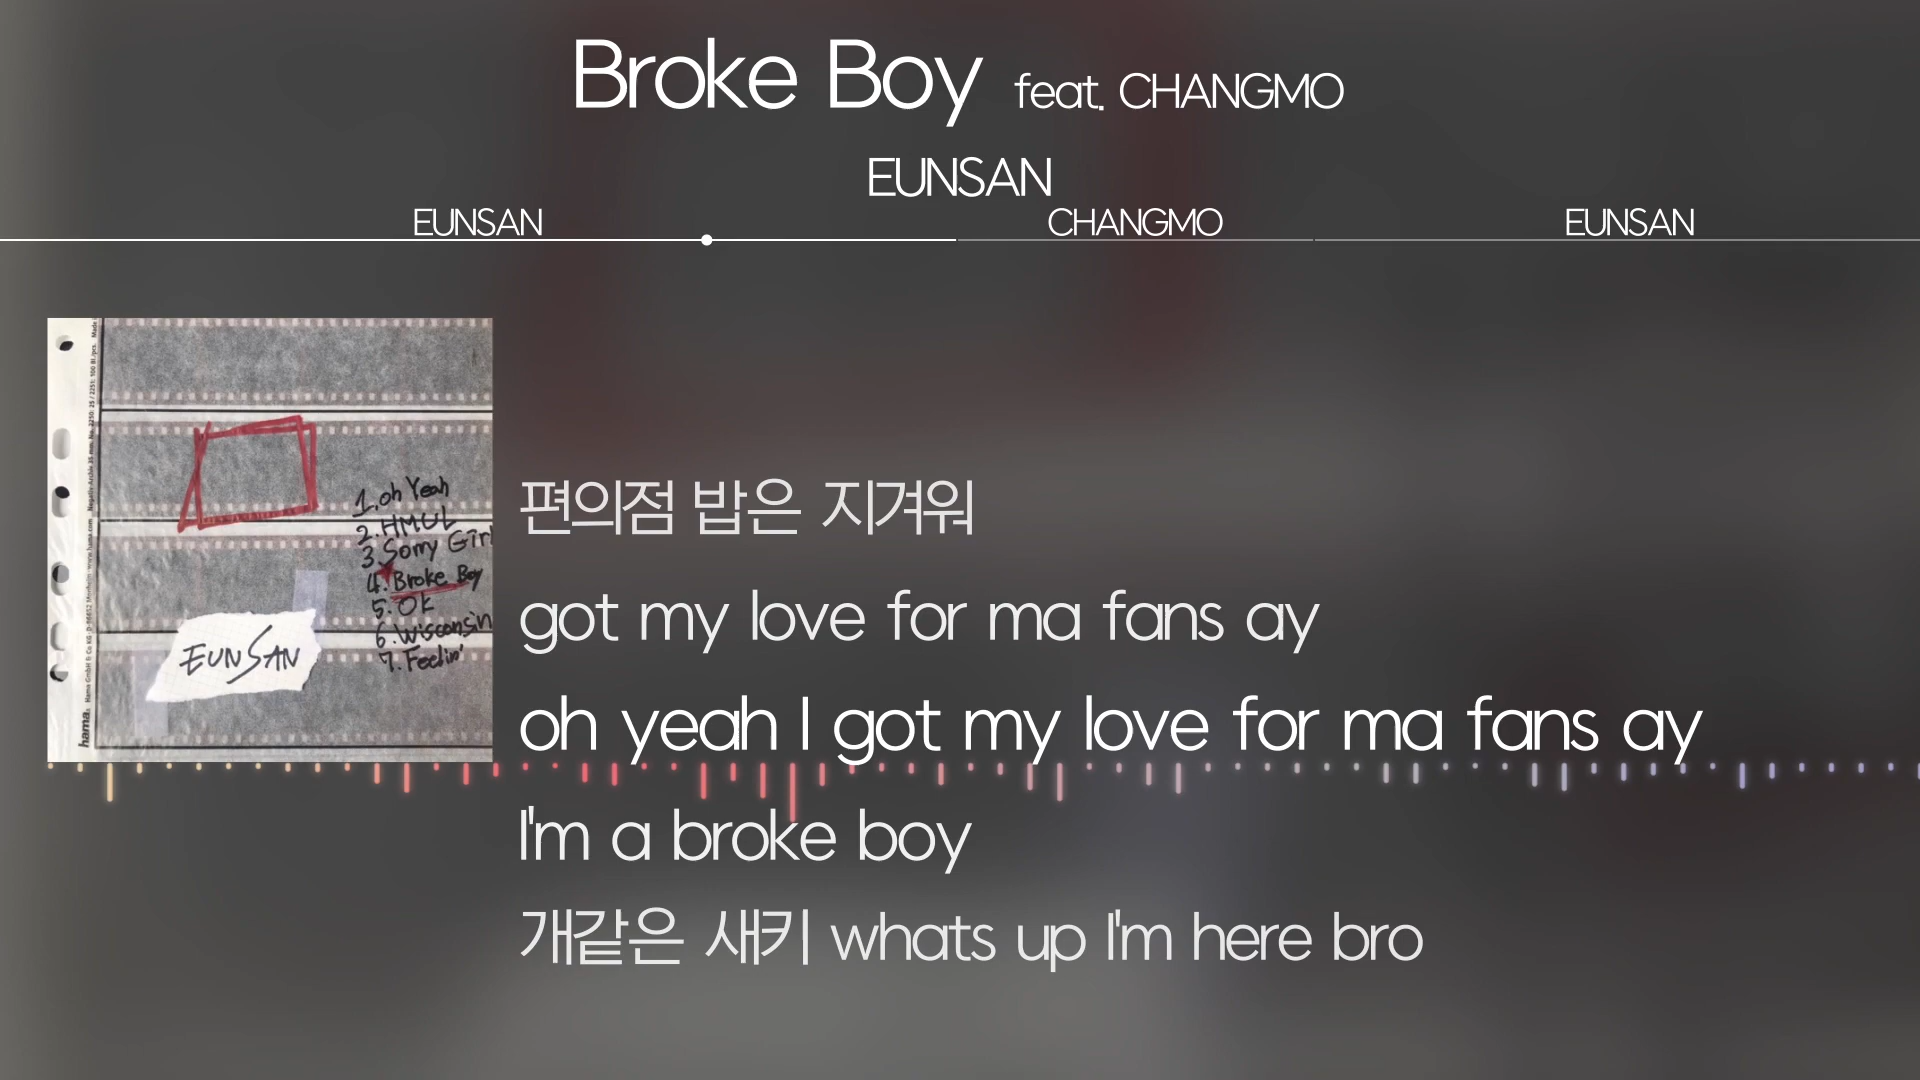 Broke Boy feat. CHANGMO
EUNSAN
EUNSAN CHANGMO EUNSAN
1. oh Yeah
2. HMUL
3. Sorry Girl
4. Broke Boy
5. Ok
6. Wisconsin
7. Feelin'
EUNSAN
hama
편의점 밥은 지겨워
got my love for ma fans ay
oh yeah I got my love for ma fans ay
I'm a broke boy
개같은 새키 whats up I'm here bro